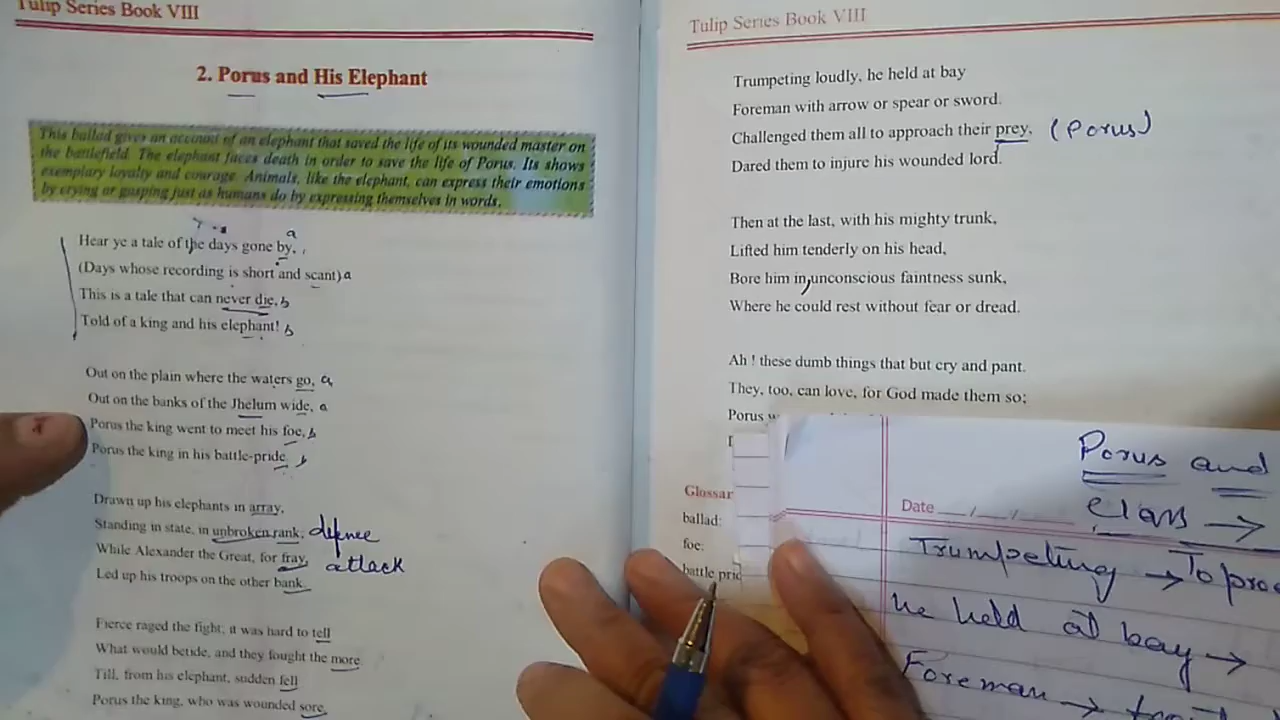 Tulip Series Book VIII
2. Porus and His Elephant
This ballad gives an account of an elephant that saved the life of its wounded master on
the battlefield. The elephant faces death in order to save the life of Porus. Its shows
exemplary loyalty and courage. Animals, like the elephant, can express their emotions
by crying or gasping just as humans do by expressing themselves in words.
Hear ye a tale of the days gone by, a
(Days whose recording is short and scant) a
This is a tale that can never die, b
Told of a king and his elephant! b
Out on the plain where the waters go, a
Out on the banks of the Jhelum wide, a
Porus the king went to meet his foe, b
Porus the king in his battle-pride. b
Drawn up his elephants in array,
Standing in state, in unbroken rank; defence
While Alexander the Great, for fray, attack
Led up his troops on the other bank.
Fierce raged the fight; it was hard to tell
What would betide, and they fought the more
Till, from his elephant, sudden fell
Porus the king, who was wounded sore.
Tulip Series Book VIII
Trumpeting loudly, he held at bay
Foreman with arrow or spear or sword.
Challenged them all to approach their prey, (Porus)
Dared them to injure his wounded lord.
Then at the last, with his mighty trunk,
Lifted him tenderly on his head,
Bore him in unconscious faintness sunk,
Where he could rest without fear or dread.
Ah ! these dumb things that but cry and pant.
They, too, can love, for God made them so;
Porus
Glossar
ballad:
foe:
battle prid
Porus and
Date __/__/__
Class →
Trumpeting → To
he held at bay →
Foreman →